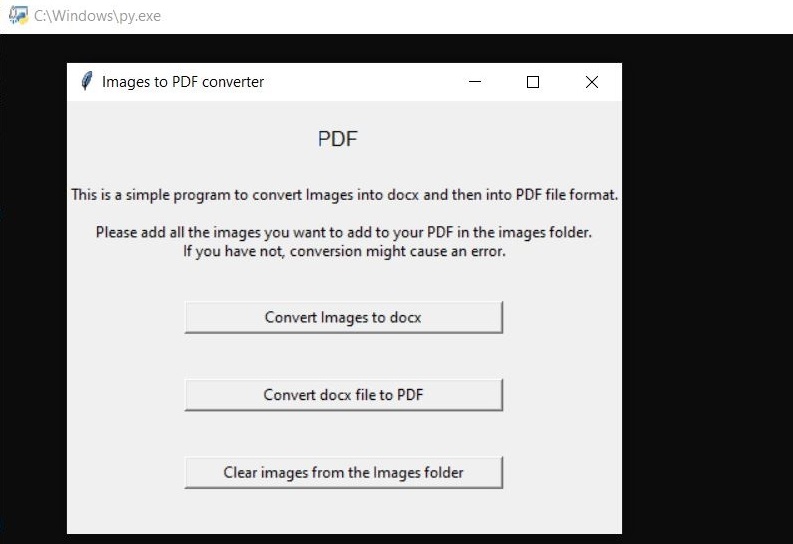 C:\Windows\py.exe
Images to PDF converter
PDF
This is a simple program to convert Images into docx and then into PDF file format.
Please add all the images you want to add to your PDF in the images folder.
If you have not, conversion might cause an error.
Convert Images to docx
Convert docx file to PDF
Clear images from the Images folder